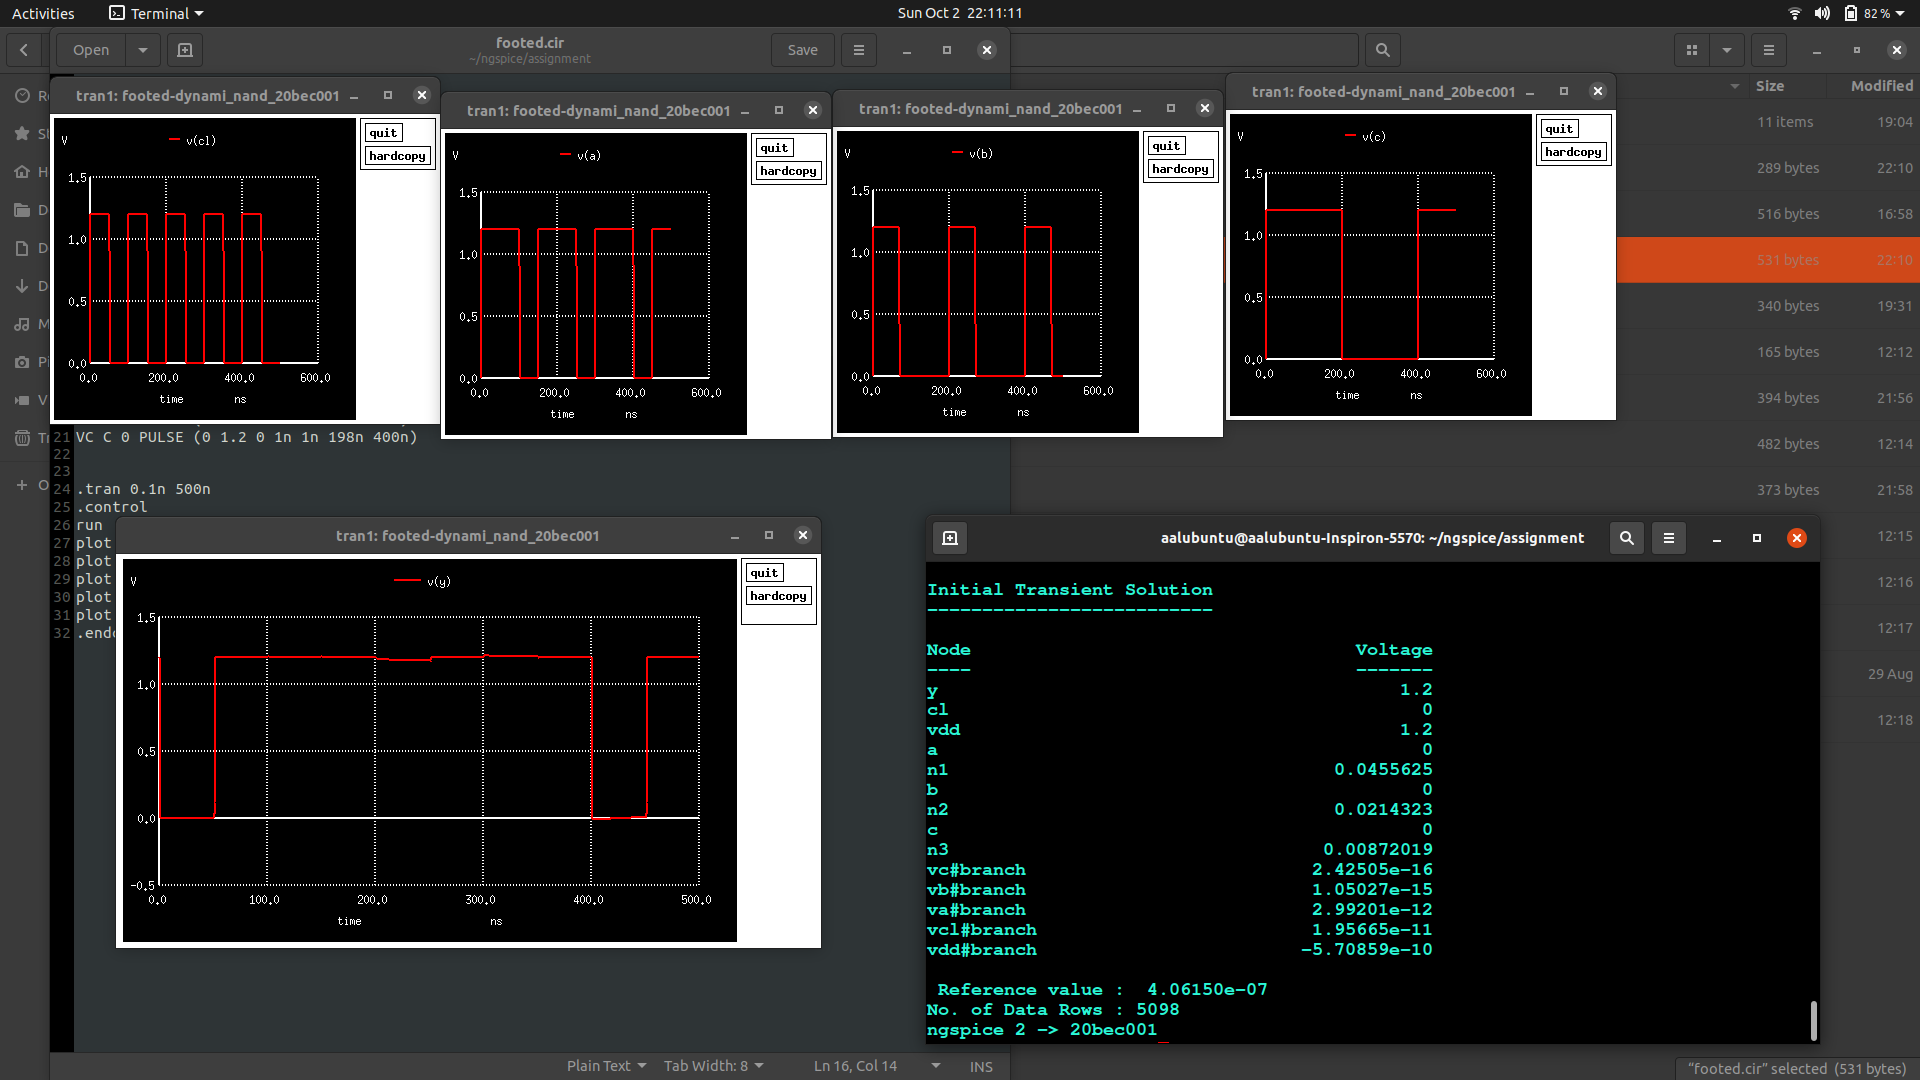 Activities
Terminal
Sun Oct 2 22:11:11
82 %
Open
footed.cir
~/ngspice/assignment
Save
Size
Modified
tran1: footed-dynami_nand_20bec001
V
v(cl)
quit
hardcopy
1.5
1.0
0.5
0.0
0.0 200.0 400.0 600.0
time ns
tran1: footed-dynami_nand_20bec001
V
v(a)
quit
hardcopy
1.5
1.0
0.5
0.0
0.0 200.0 400.0 600.0
time ns
tran1: footed-dynami_nand_20bec001
V
v(b)
quit
hardcopy
1.5
1.0
0.5
0.0
0.0 200.0 400.0 600.0
time ns
tran1: footed-dynami_nand_20bec001
V
v(c)
quit
hardcopy
1.5
1.0
0.5
0.0
0.0 200.0 400.0 600.0
time ns
11 items 19:04
289 bytes 22:10
516 bytes 16:58
531 bytes 22:10
340 bytes 19:31
165 bytes 12:12
394 bytes 21:56
482 bytes 12:14
373 bytes 21:58
12:15
12:16
12:17
29 Aug
12:18
21 VC C 0 PULSE (0 1.2 0 1n 1n 198n 400n)
22
23
24 .tran 0.1n 500n
25 .control
26 run
27 plot
28 plot
29 plot
30 plot
31 plot
32 .endc
tran1: footed-dynami_nand_20bec001
V
v(y)
quit
hardcopy
1.5
1.0
0.5
0.0
-0.5
0.0 100.0 200.0 300.0 400.0 500.0
time ns
aalubuntu@aalubuntu-Inspiron-5570: ~/ngspice/assignment
Initial Transient Solution
--------------------------
Node Voltage
---- -------
y 1.2
cl 0
vdd 1.2
a 0
n1 0.0455625
b 0
n2 0.0214323
c 0
n3 0.00872019
vc#branch 2.42505e-16
vb#branch 1.05027e-15
va#branch 2.99201e-12
vcl#branch 1.95665e-11
vdd#branch -5.70859e-10
Reference value : 4.06150e-07
No. of Data Rows : 5098
ngspice 2 -> 20bec001
Plain Text
Tab Width: 8
Ln 16, Col 14
INS
"footed.cir" selected (531 bytes)